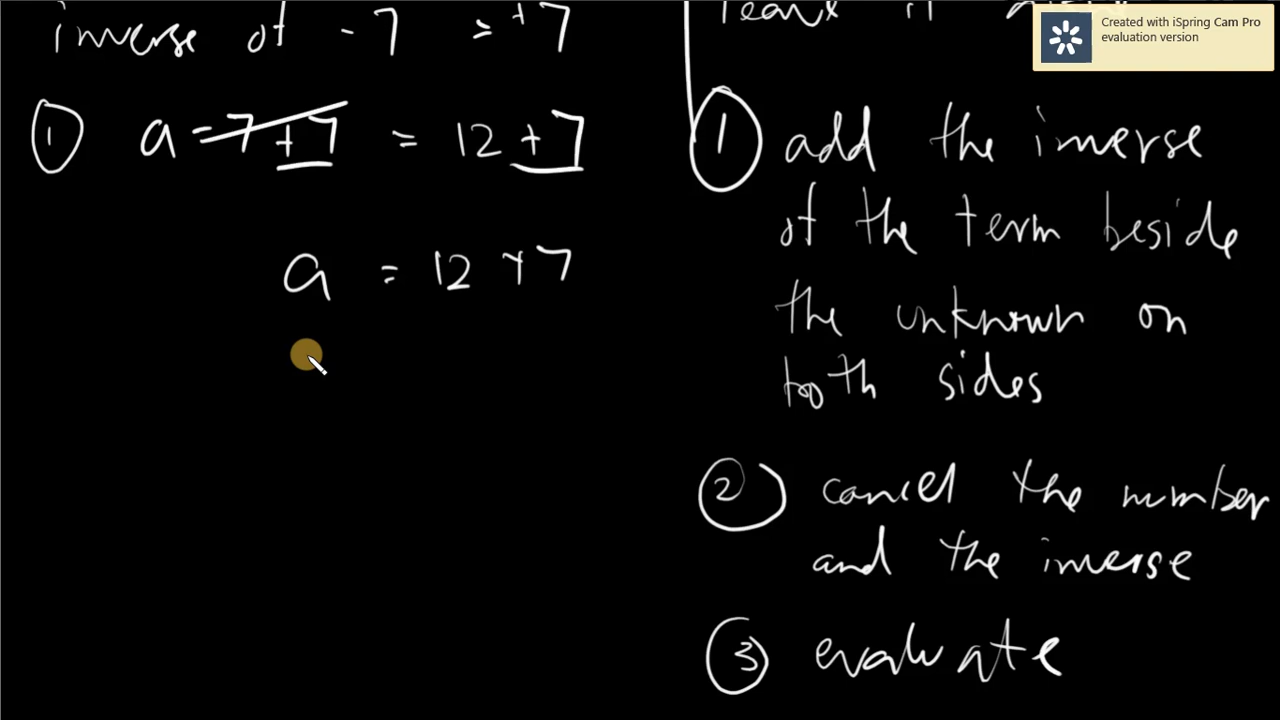 inverse of -7 = +7
① a - 7 + 7 = 12 + 7
a = 12 + 7
leave it
① add the inverse
of the term beside
the unknown on
both sides
② cancel the number
and the inverse
③ evaluate
Created with iSpring Cam Pro
evaluation version